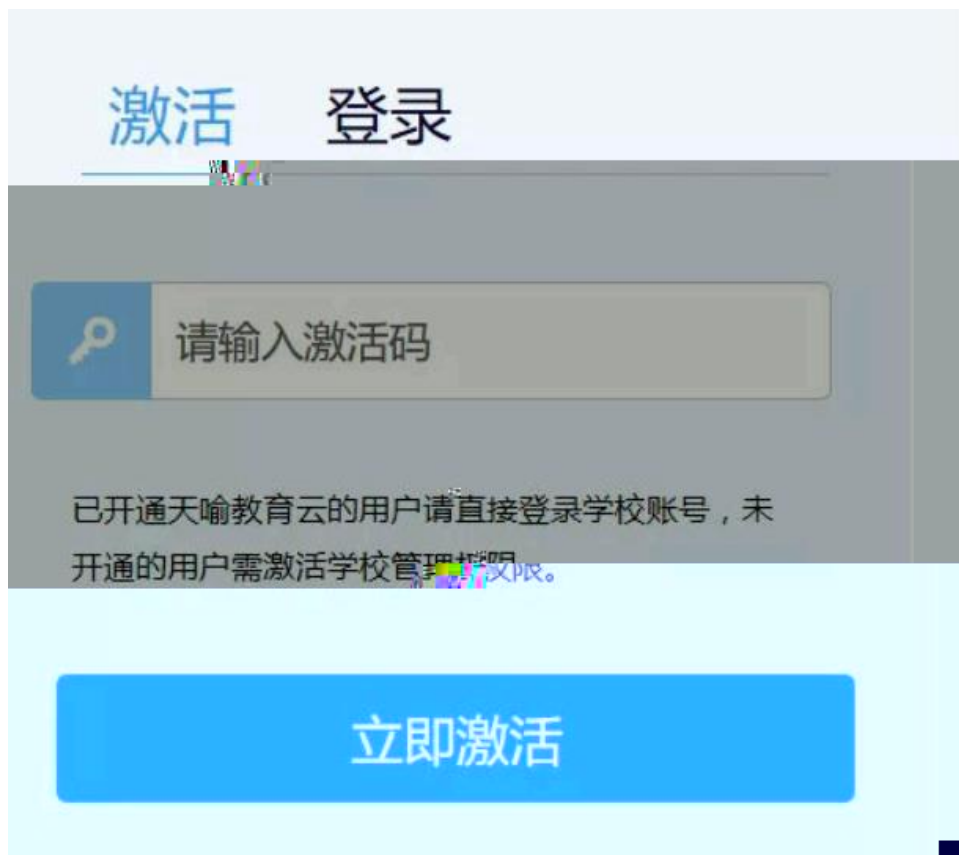 激活 登录
请输入激活码
已开通天喻教育云的用户请直接登录学校账号，未
开通的用户需激活学校管理权限。
立即激活